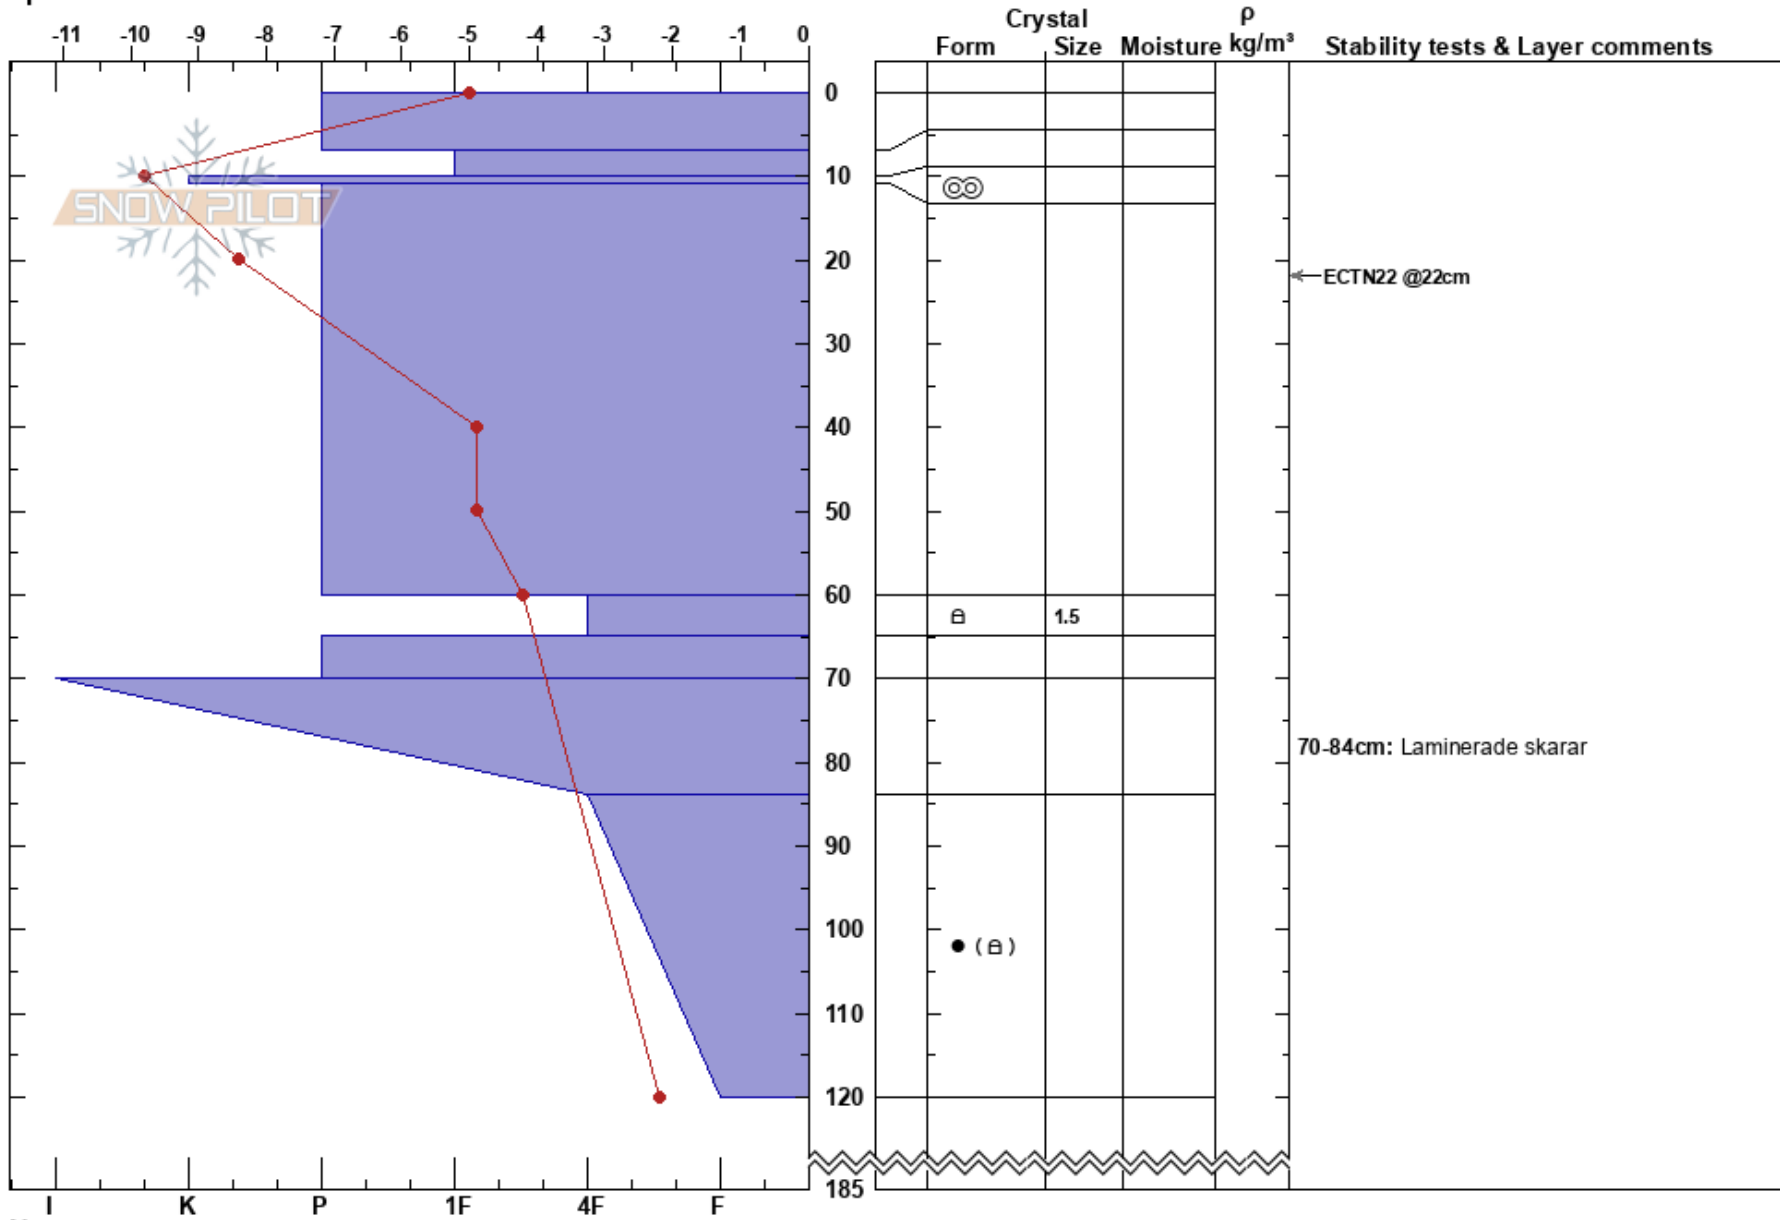 Crystal ρ
-11 -10 -9 -8 -7 -6 -5 -4 -3 -2 -1 0
Form Size Moisture kg/m³ Stability tests & Layer comments
0
10
SNOW PILOT
20
ECTN22 @22cm
30
40
50
60
1.5
70
70-84cm: Laminerade skarar
80
90
100
( )
110
120
185
I K P 1F 4F F